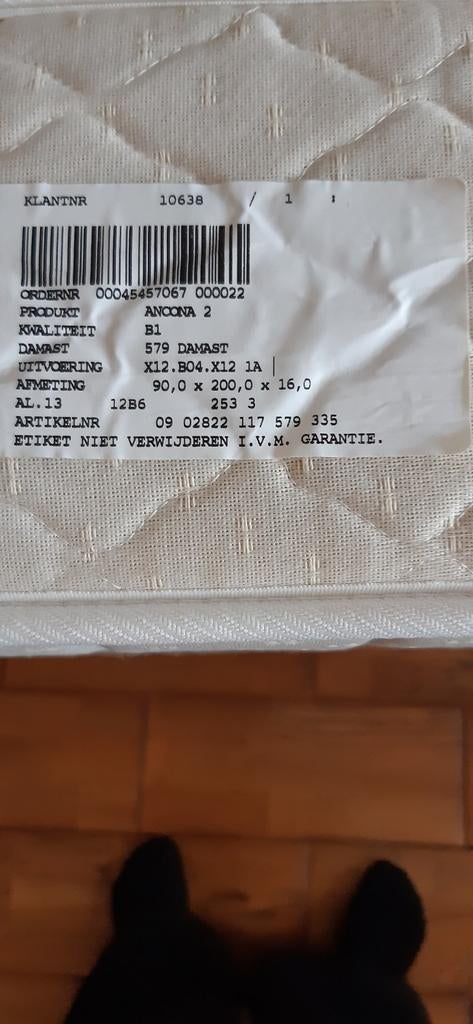 KLANTNR 10638 / 1 :
ORDERNR 00045457067 000022
PRODUKT ANCONA 2
KWALITEIT B1
DAMAST 579 DAMAST
UITVOERING X12.B04.X12 1A |
AFMETING 90,0 x 200,0 x 16,0
AL.13 12B6 253 3
ARTIKELNR 09 02822 117 579 335
ETIKET NIET VERWIJDEREN I.V.M. GARANTIE.